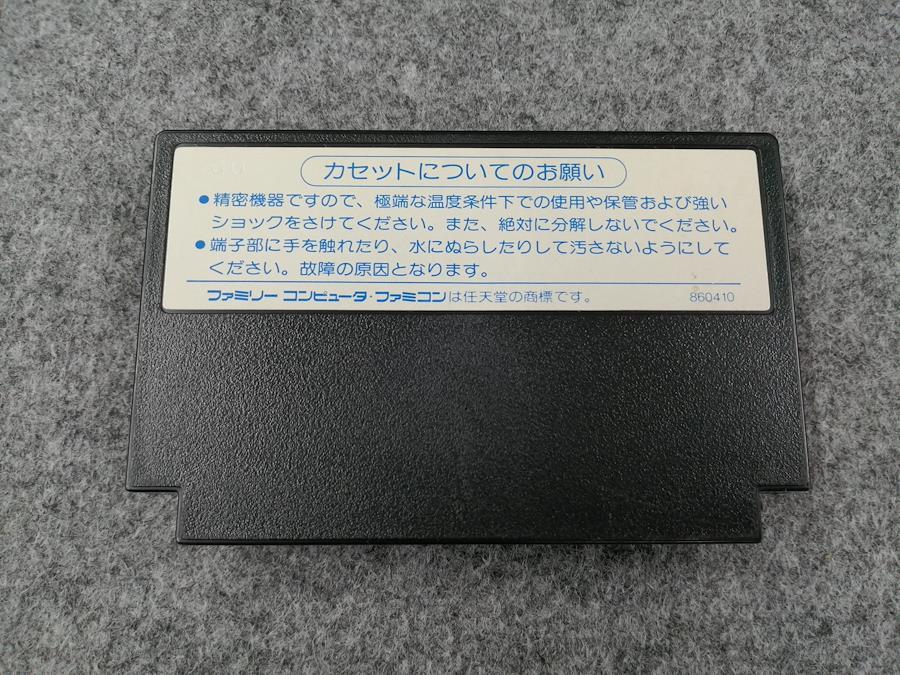 カセットについてのお願い
●精密機器ですので、極端な温度条件下での使用や保管および強い
ショックをさけてください。また、絶対に分解しないでください。
●端子部に手を触れたり、水にぬらしたりして汚さないようにして
ください。故障の原因となります。
ファミリー コンピュータ・ファミコンは任天堂の商標です。 860410